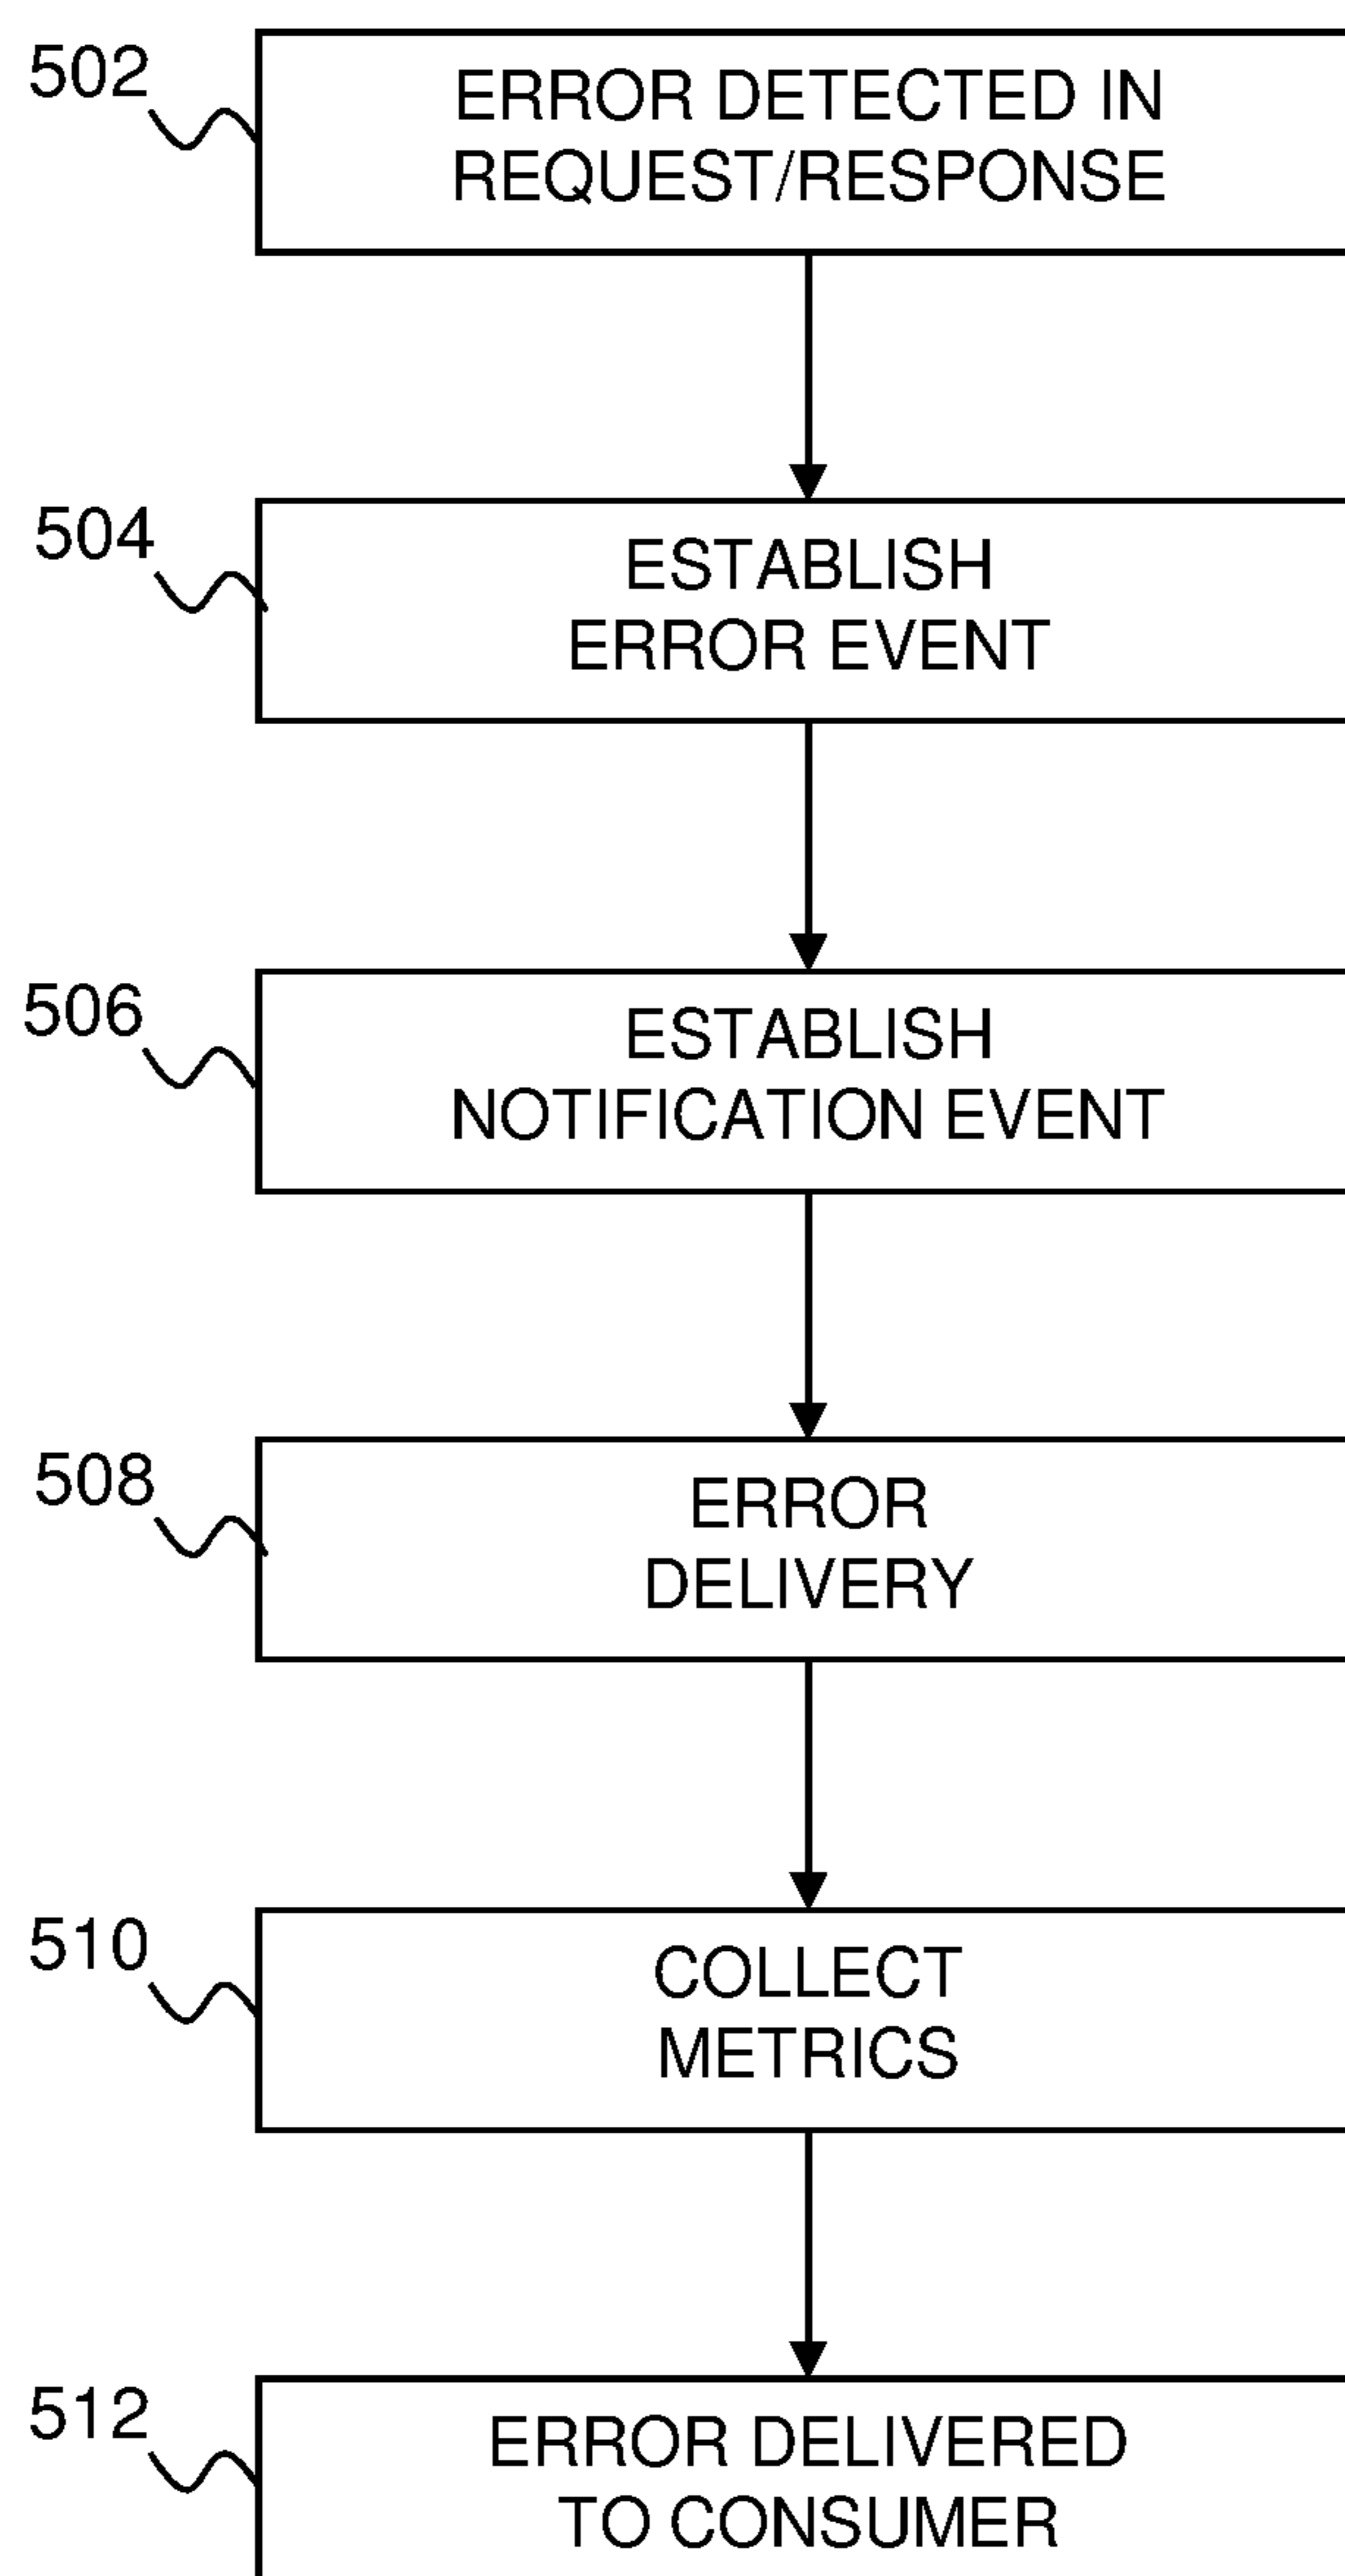 502
ERROR DETECTED IN
REQUEST/RESPONSE
504
ESTABLISH
ERROR EVENT
506
ESTABLISH
NOTIFICATION EVENT
508
ERROR
DELIVERY
510
COLLECT
METRICS
512
ERROR DELIVERED
TO CONSUMER